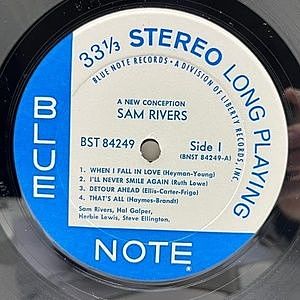 33 1/3 STEREO LONG PLAYING
BLUE NOTE RECORDS • A DIVISION OF LIBERTY RECORDS, INC.
A NEW CONCEPTION
SAM RIVERS
BST 84249 Side 1
(BNST 84249-A)
1. WHEN I FALL IN LOVE (Heyman-Young)
2. I'LL NEVER SMILE AGAIN (Ruth Lowe)
3. DETOUR AHEAD (Ellis-Carter-Frigo)
4. THAT'S ALL (Haymes-Brandt)
Sam Rivers, Hal Galper,
Herbie Lewis, Steve Ellington.
BLUE
NOTE ®